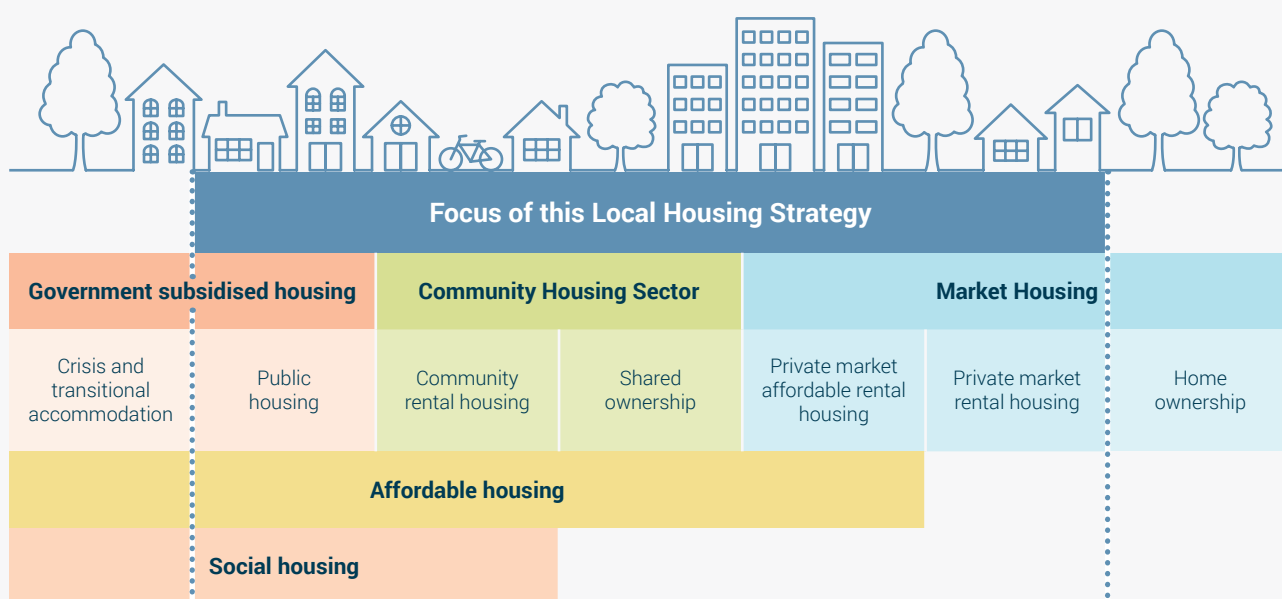 Focus of this Local Housing Strategy
Government subsidised housing
Community Housing Sector
Market Housing
Crisis and
transitional
accommodation
Public
housing
Community
rental housing
Shared
ownership
Private market
affordable rental
housing
Private market
rental housing
Home
ownership
Affordable housing
Social housing